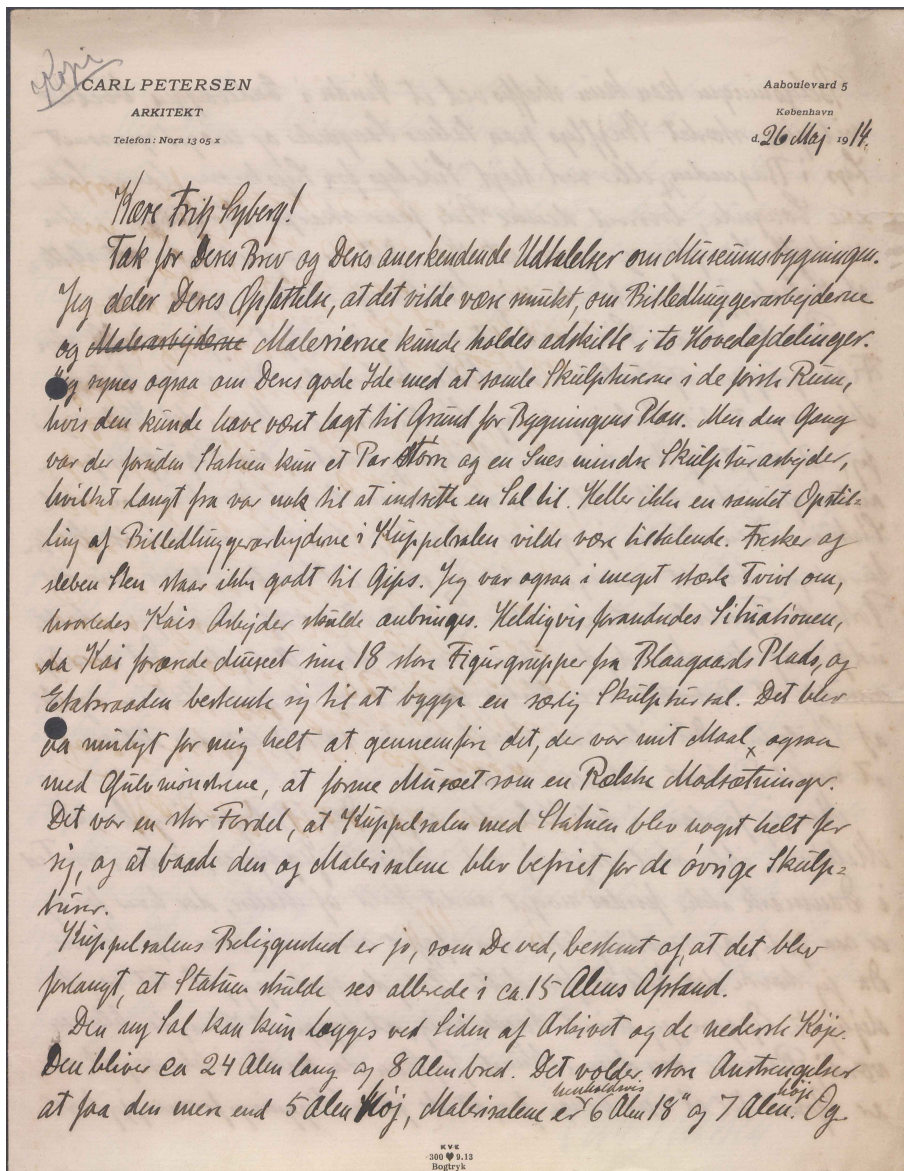 Kopi
CARL PETERSEN
ARKITEKT
Telefon: Nora 13 05 x
Aaboulevard 5
København
d. 26 Maj 1914.
Kære Fritz Syberg!
Tak for Deres Brev og Deres anerkendende Udtalelser om Museumsbygningen.
Jeg deler Deres Opfattelse, at det vilde være smukt, om Billedhuggerarbejderne
og Malerarbejderne Malerierne kunde holdes adskilte i to Hovedafdelinger.
Jeg synes ogsaa om Deres gode Ide med at samle Skulpturerne i de første Rum,
hvis den kunde have været lagt til Grund for Bygningens Plan. Men den Gang
var der foruden Statuen kun et Par større og en Snes mindre Skulpturarbejder,
hvilket langt fra var nok til at indrette en Sal til. Heller ikke en samlet Opstil-
ling af Billedhuggerarbejderne i Kuppelsalen vilde være tiltalende. Fresker og
sleben Sten staar ikke godt til Gips. Jeg var ogsaa i meget stærk Tvivl om,
hvorledes Kais Arbejder skulde anbringes. Heldigvis forandredes Situationen,
da Kai forærede Museet sine 18 store Figurgrupper fra Blaagaards Plads, og
Etatsraaden bestemte sig til at bygge en særlig Skulptursal. Det blev
da muligt for mig helt at gennemføre det, der var mit Maal x ogsaa
med Gulvmønstrene, at forme Museet som en Række Modsætninger.
Det var en stor Fordel, at Kuppelsalen med Statuen blev noget helt for
sig, og at baade den og Malerisalene blev befriet for de øvrige Skulp-
turer.
Kuppelsalens Beliggenhed er jo, som De ved, bestemt af, at det blev
forlangt, at Statuen skulde ses allerede i ca. 15 Alens Afstand.
Den ny Sal kan kun lægges ved Siden af Arkivet og de nederste Køjer.
Den bliver ca 24 Alen lang og 8 Alen bred. Det volder store Anstrengelser
at faa den mere end 5 Alen høj, Malerisalene er henholdsvis 6 Alen 18" og 7 Alen høje. Og
KVK
300 ♥ 9.13
Bogtryk